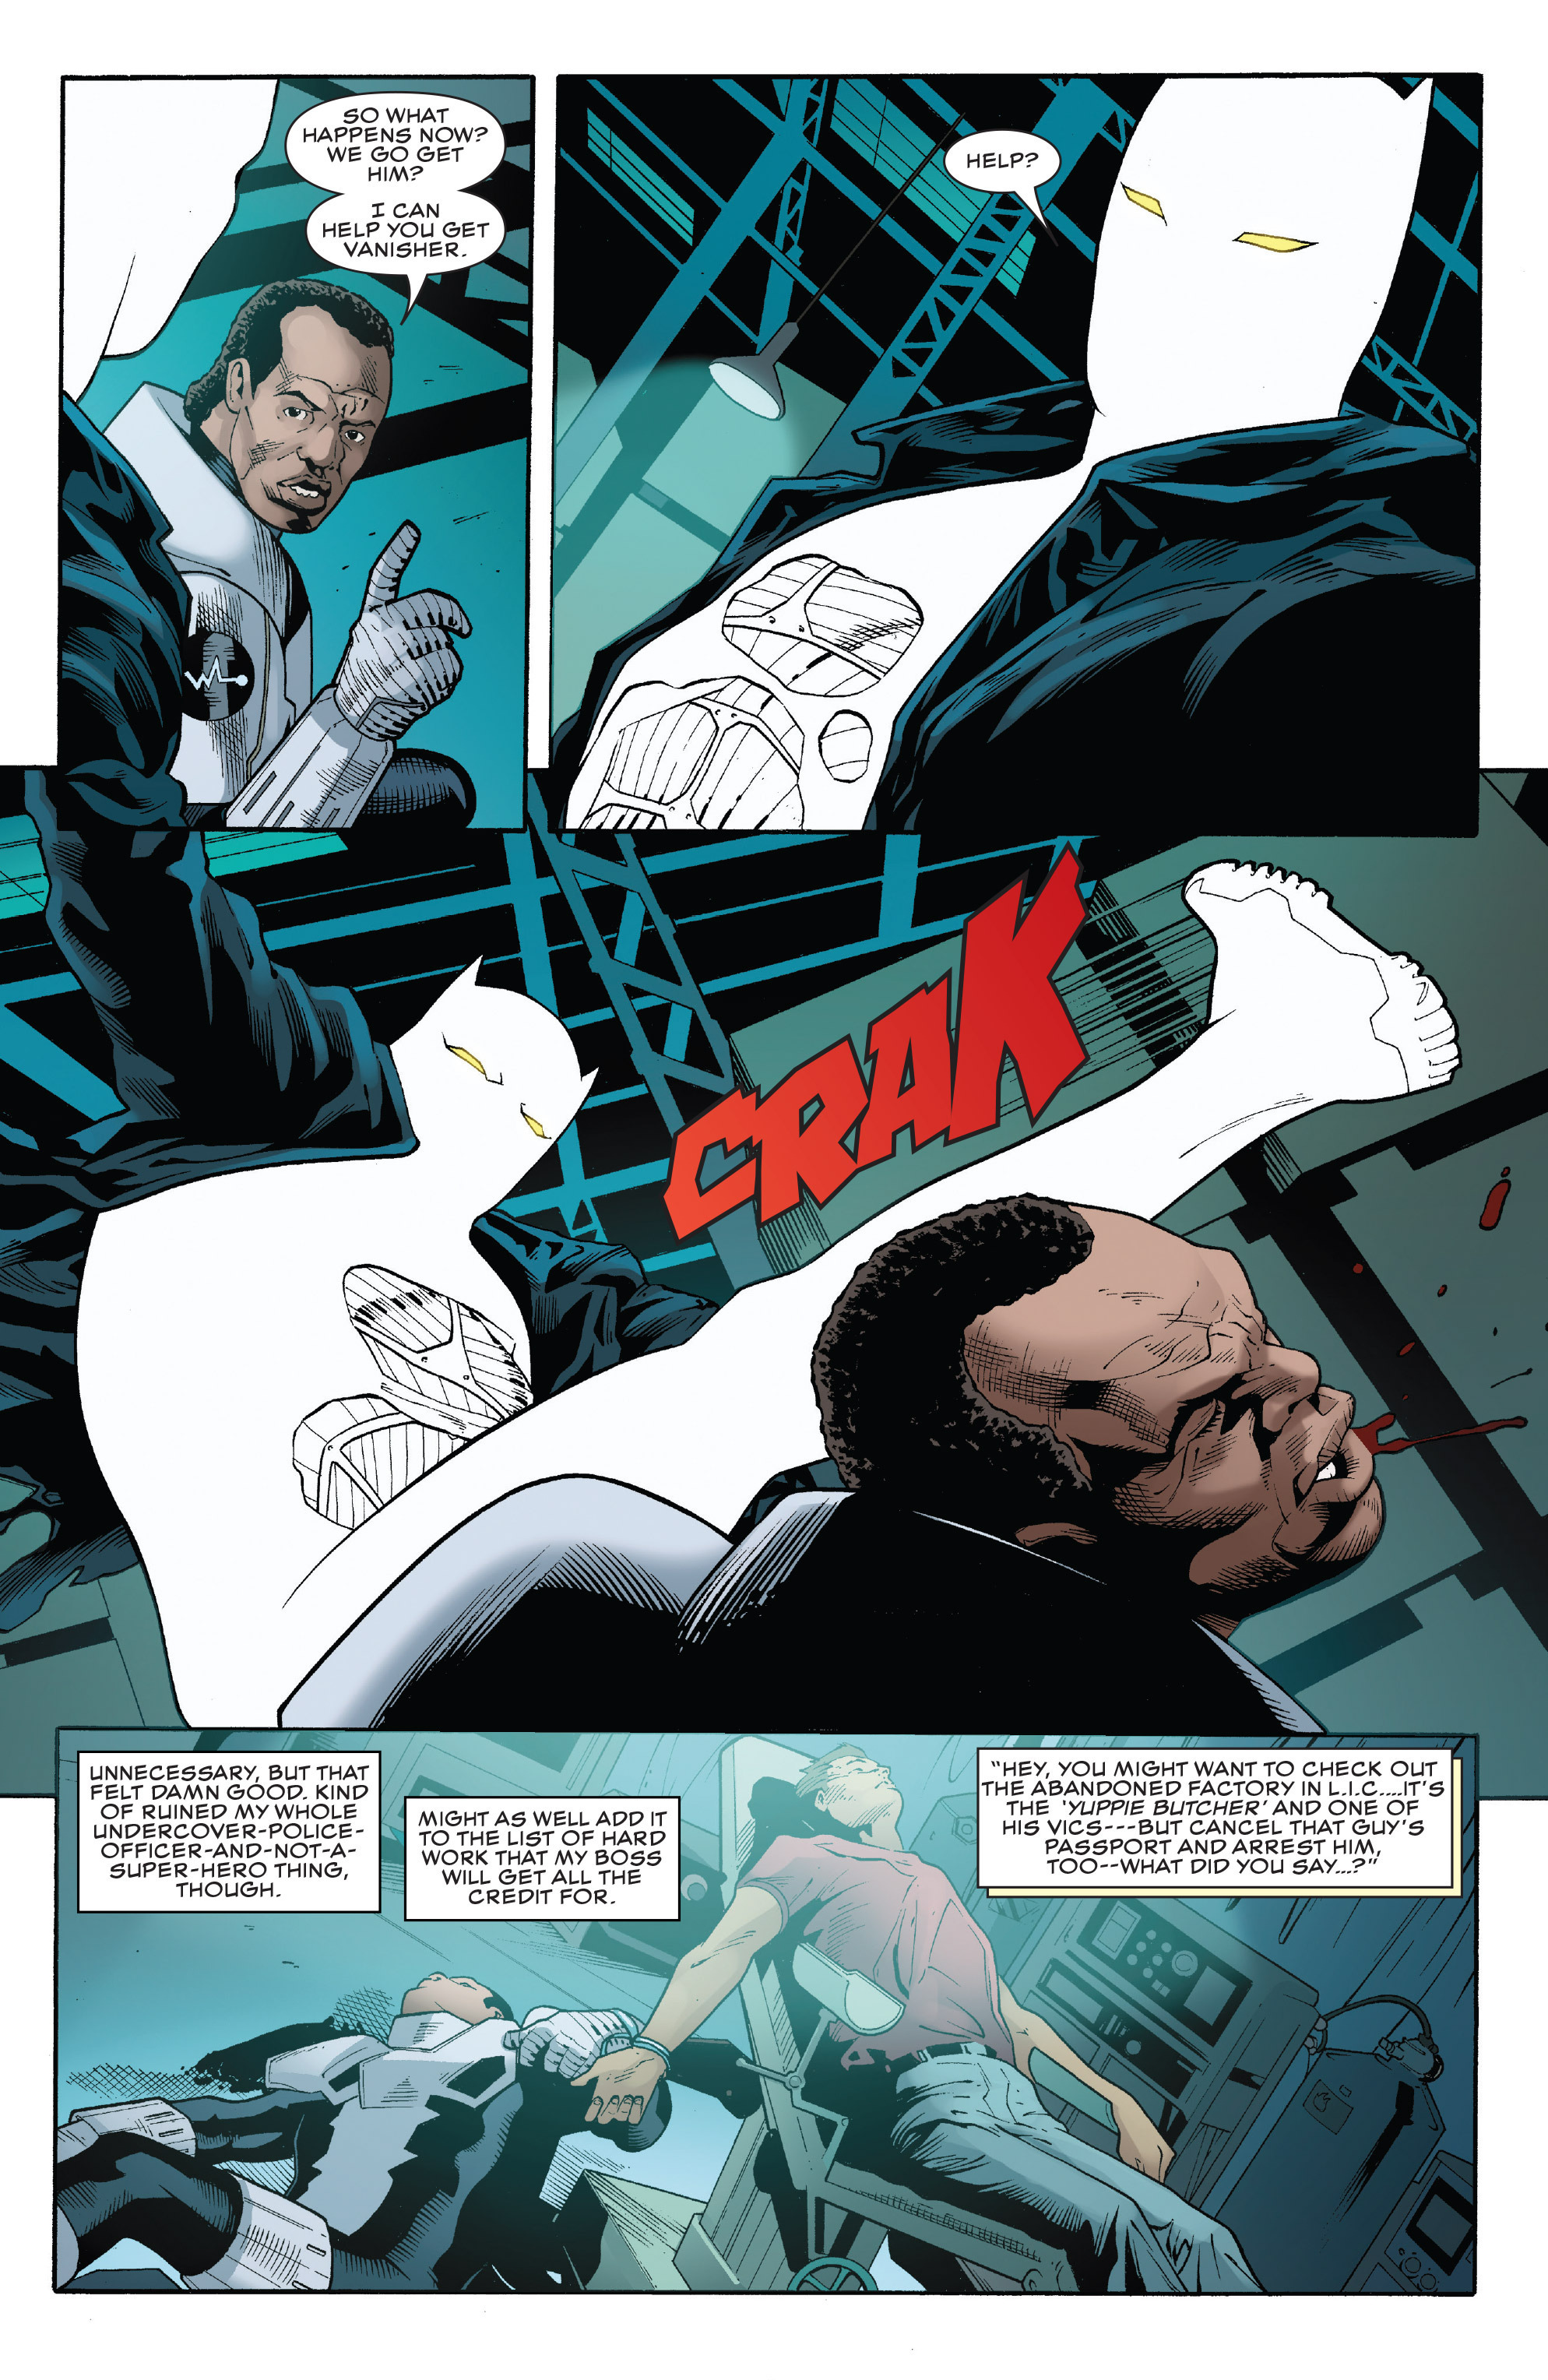 SO WHAT
HAPPENS NOW?
WE GO GET
HIM?
I CAN
HELP YOU GET
VANISHER.
HELP?
CRAK
UNNECESSARY, BUT THAT
FELT DAMN GOOD. KIND
OF RUINED MY WHOLE
UNDERCOVER-POLICE-
OFFICER-AND-NOT-A-
SUPER-HERO THING,
THOUGH.
MIGHT AS WELL ADD IT
TO THE LIST OF HARD
WORK THAT MY BOSS
WILL GET ALL THE
CREDIT FOR.
“HEY, YOU MIGHT WANT TO CHECK OUT
THE ABANDONED FACTORY IN L.I.C.....IT’S
THE ‘YUPPIE BUTCHER’ AND ONE OF
HIS VICS---BUT CANCEL THAT GUY’S
PASSPORT AND ARREST HIM,
TOO--WHAT DID YOU SAY...?”